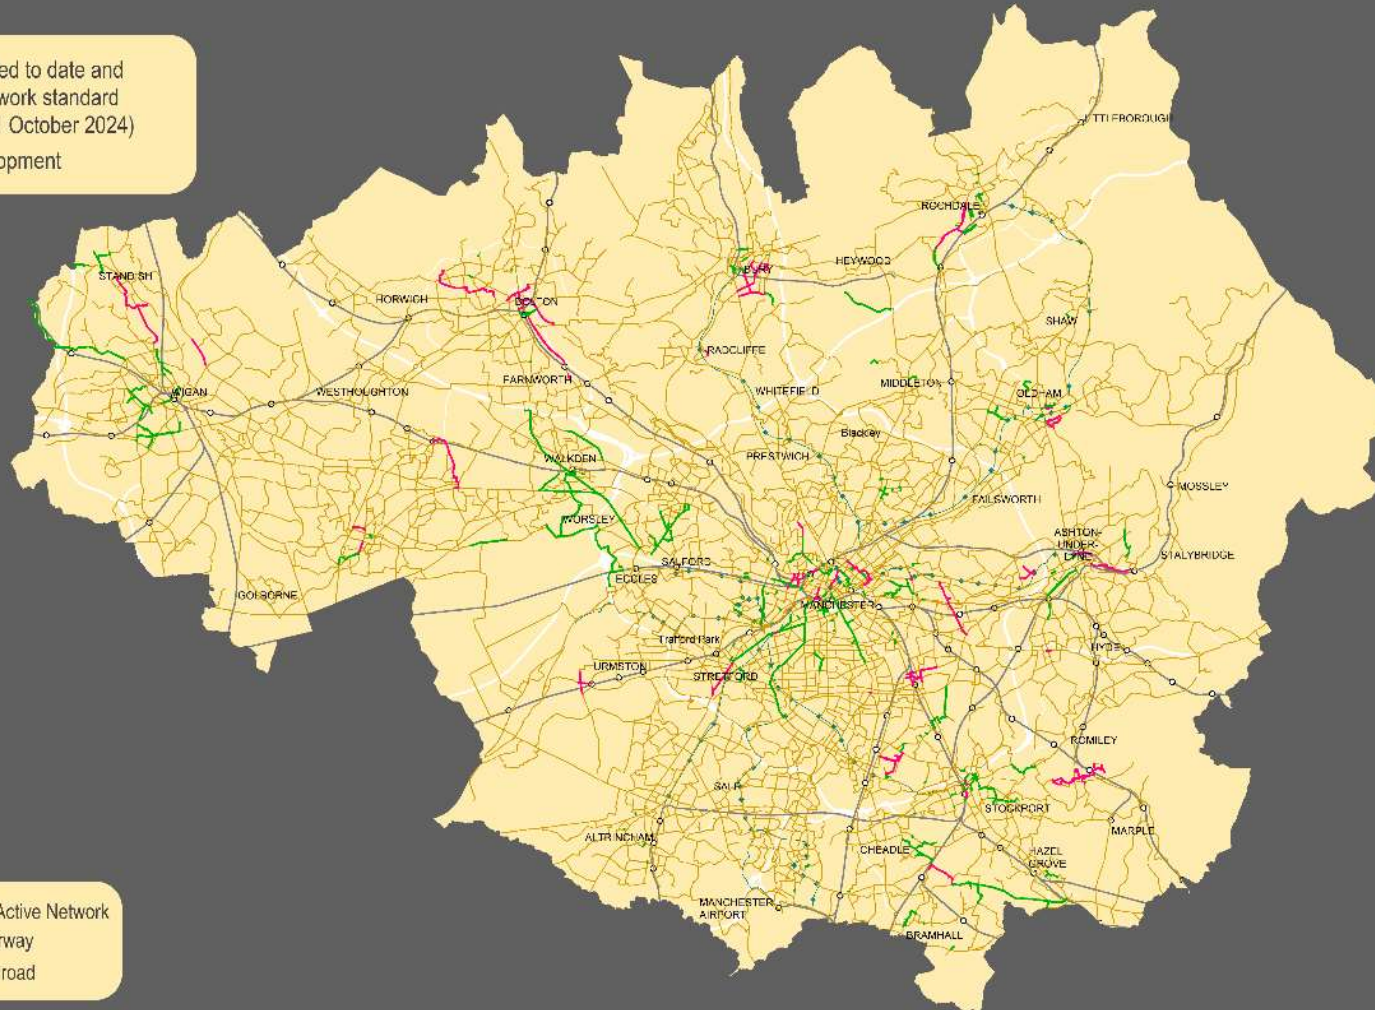 ed to date and
work standard
October 2024)
opment
LITTLEBOROUGH
ROCHDALE
STANDISH
BURY
HEYWOOD
HORWICH
BOLTON
SHAW
RADCLIFFE
FARNWORTH
WHITEFIELD
MIDDLETON
WIGAN
WESTHOUGHTON
OLDHAM
Blackley
PRESTWICH
WALKDEN
MOSSLEY
FAILSWORTH
WORSLEY
ASHTON-
UNDER-
LYNE
STALYBRIDGE
SALFORD
ECCLES
GOLBORNE
MANCHESTER
Trafford Park
HYDE
URMSTON
STRETFORD
ROMILEY
SALE
STOCKPORT
MARPLE
ALTRINCHAM
CHEADLE
HAZEL
GROVE
MANCHESTER
AIRPORT
BRAMHALL
Active Network
rway
road